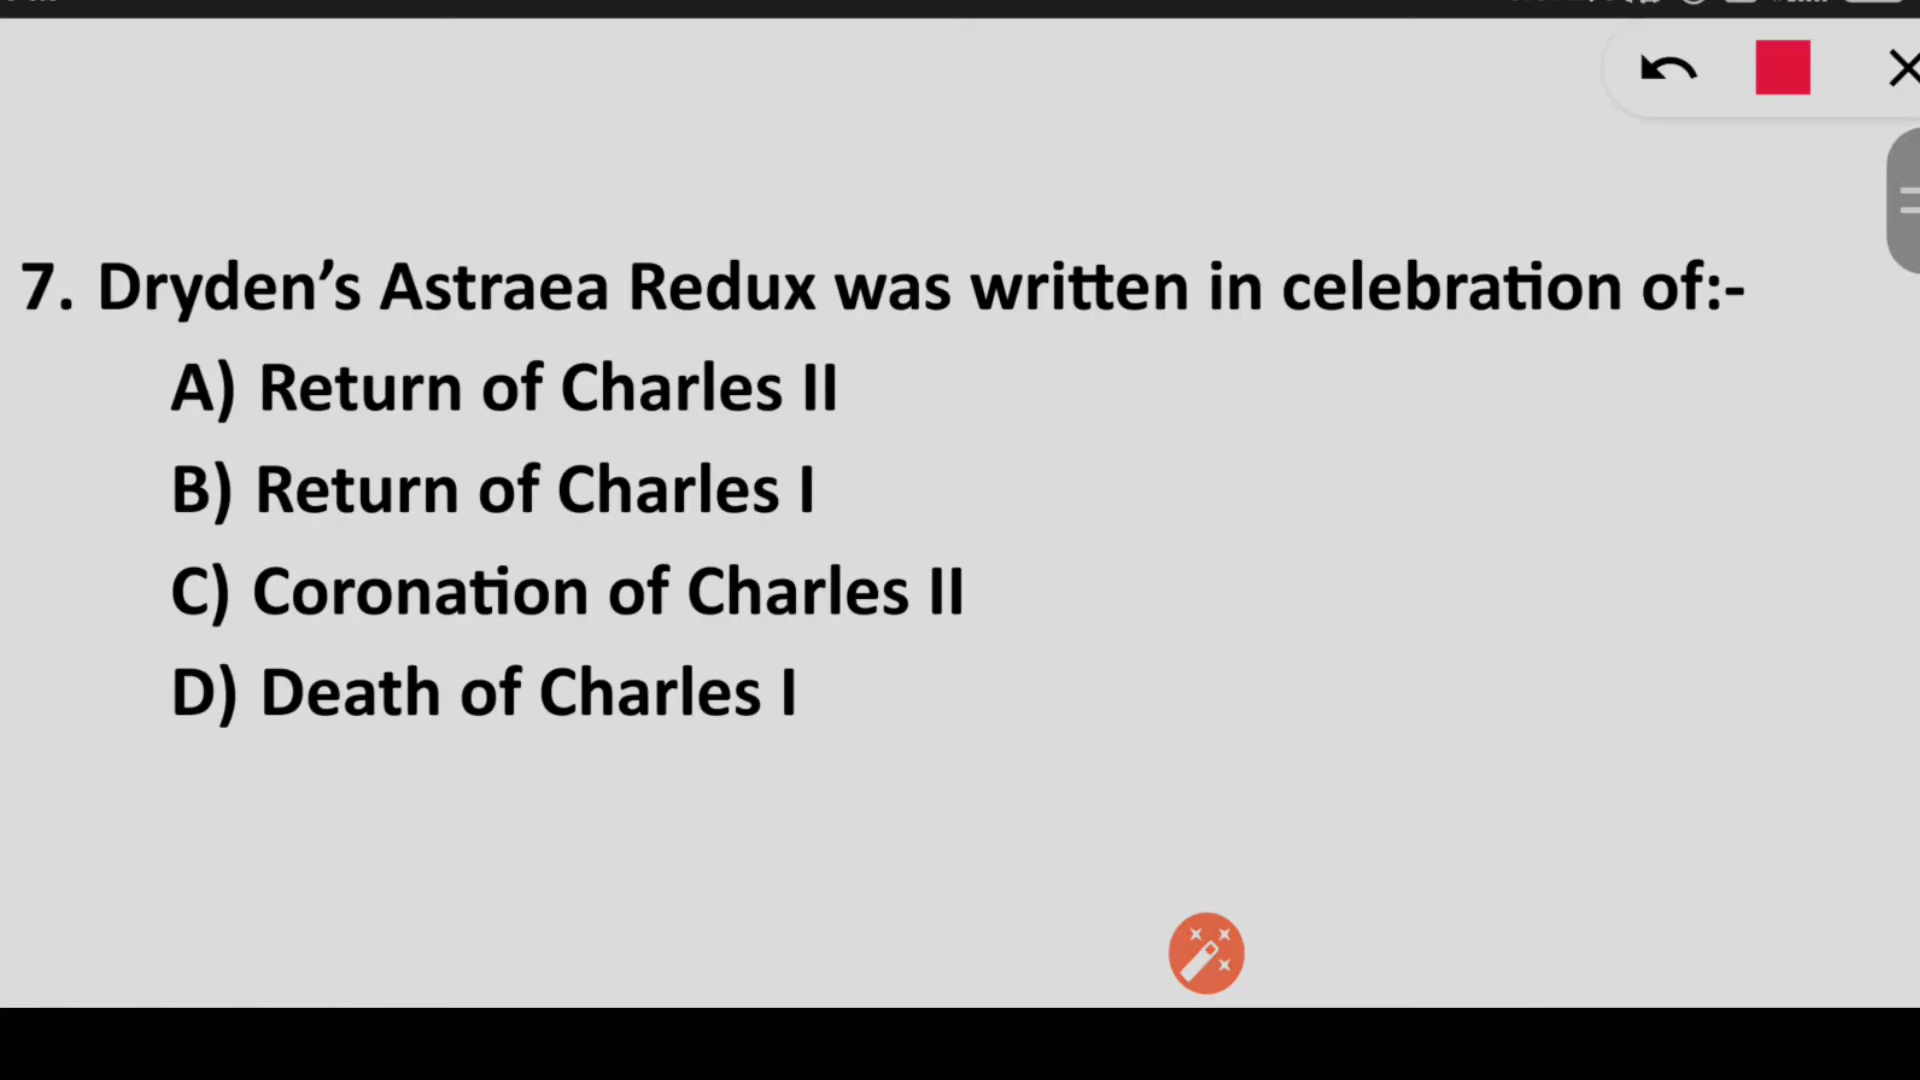 7. Dryden’s Astraea Redux was written in celebration of:-
A) Return of Charles II
B) Return of Charles I
C) Coronation of Charles II
D) Death of Charles I